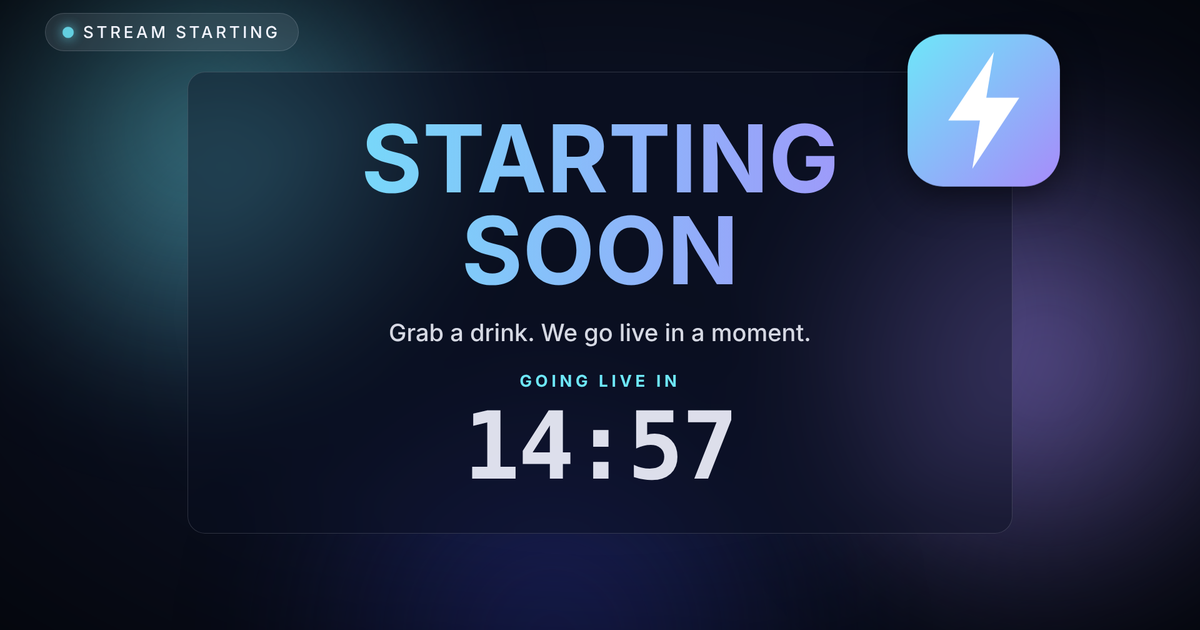 STREAM STARTING
STARTING
SOON
Grab a drink. We go live in a moment.
GOING LIVE IN
14:57